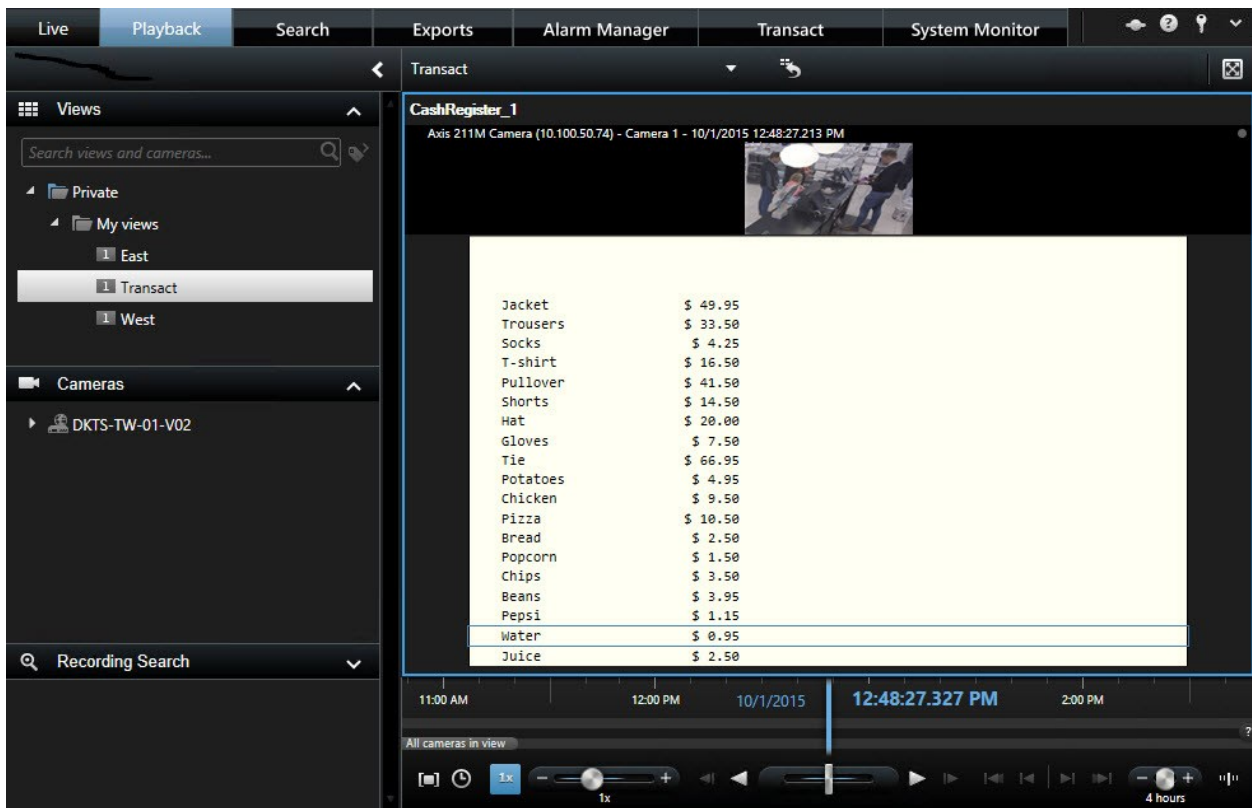 Live Playback Search Exports Alarm Manager Transact System Monitor ?
Transact
Views
CashRegister_1
Axis 211M Camera (10.100.50.74) - Camera 1 - 10/1/2015 12:48:27.213 PM
Search views and cameras...
Private
My views
1 East
1 Transact
1 West
Cameras
DKTS-TW-01-V02
Recording Search
Jacket $ 49.95
Trousers $ 33.50
Socks $ 4.25
T-shirt $ 16.50
Pullover $ 41.50
Shorts $ 14.50
Hat $ 20.00
Gloves $ 7.50
Tie $ 66.95
Potatoes $ 4.95
Chicken $ 9.50
Pizza $ 10.50
Bread $ 2.50
Popcorn $ 1.50
Chips $ 3.50
Beans $ 3.95
Pepsi $ 1.15
Water $ 0.95
Juice $ 2.50
11:00 AM 12:00 PM 10/1/2015 12:48:27.327 PM 2:00 PM
All cameras in view ?
1x
1x
4 hours